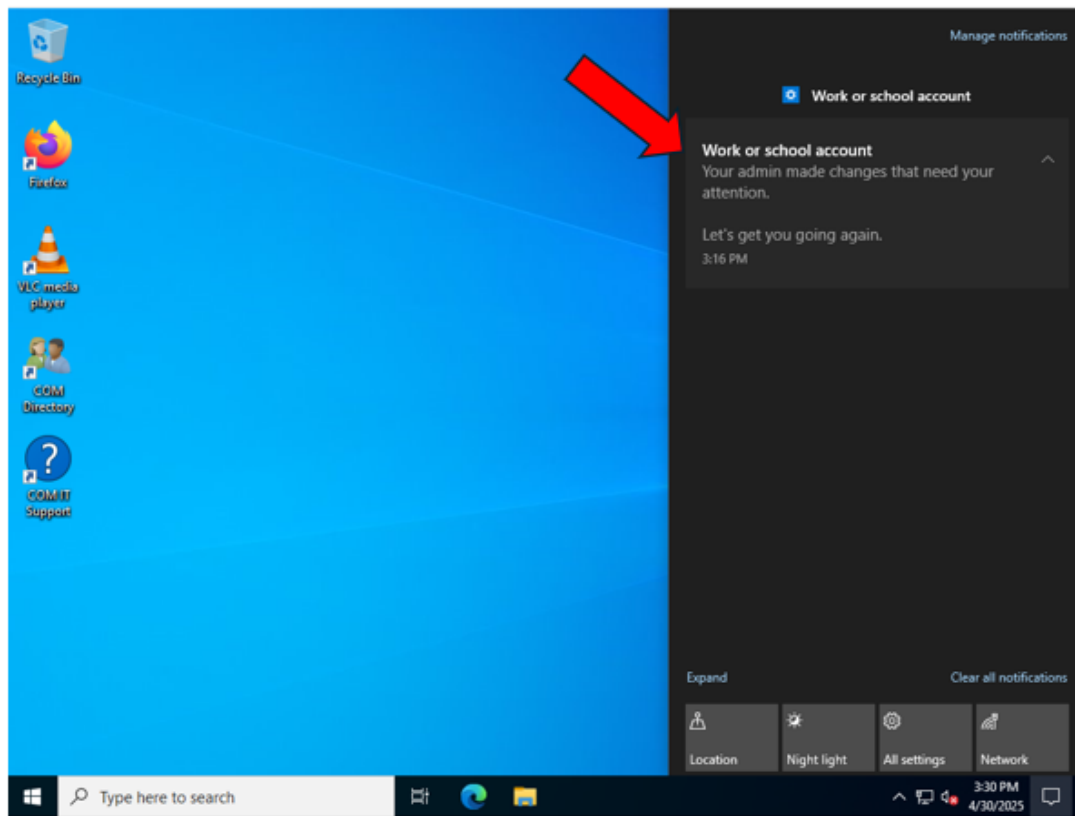 Recycle Bin
Firefox
VLC media
player
COM
Directory
?
COM IT
Support
Manage notifications
Work or school account
Work or school account
Your admin made changes that need your
attention.
Let's get you going again.
3:16 PM
Expand
Clear all notifications
Location
Night light
All settings
Network
Type here to search
3:30 PM
4/30/2025